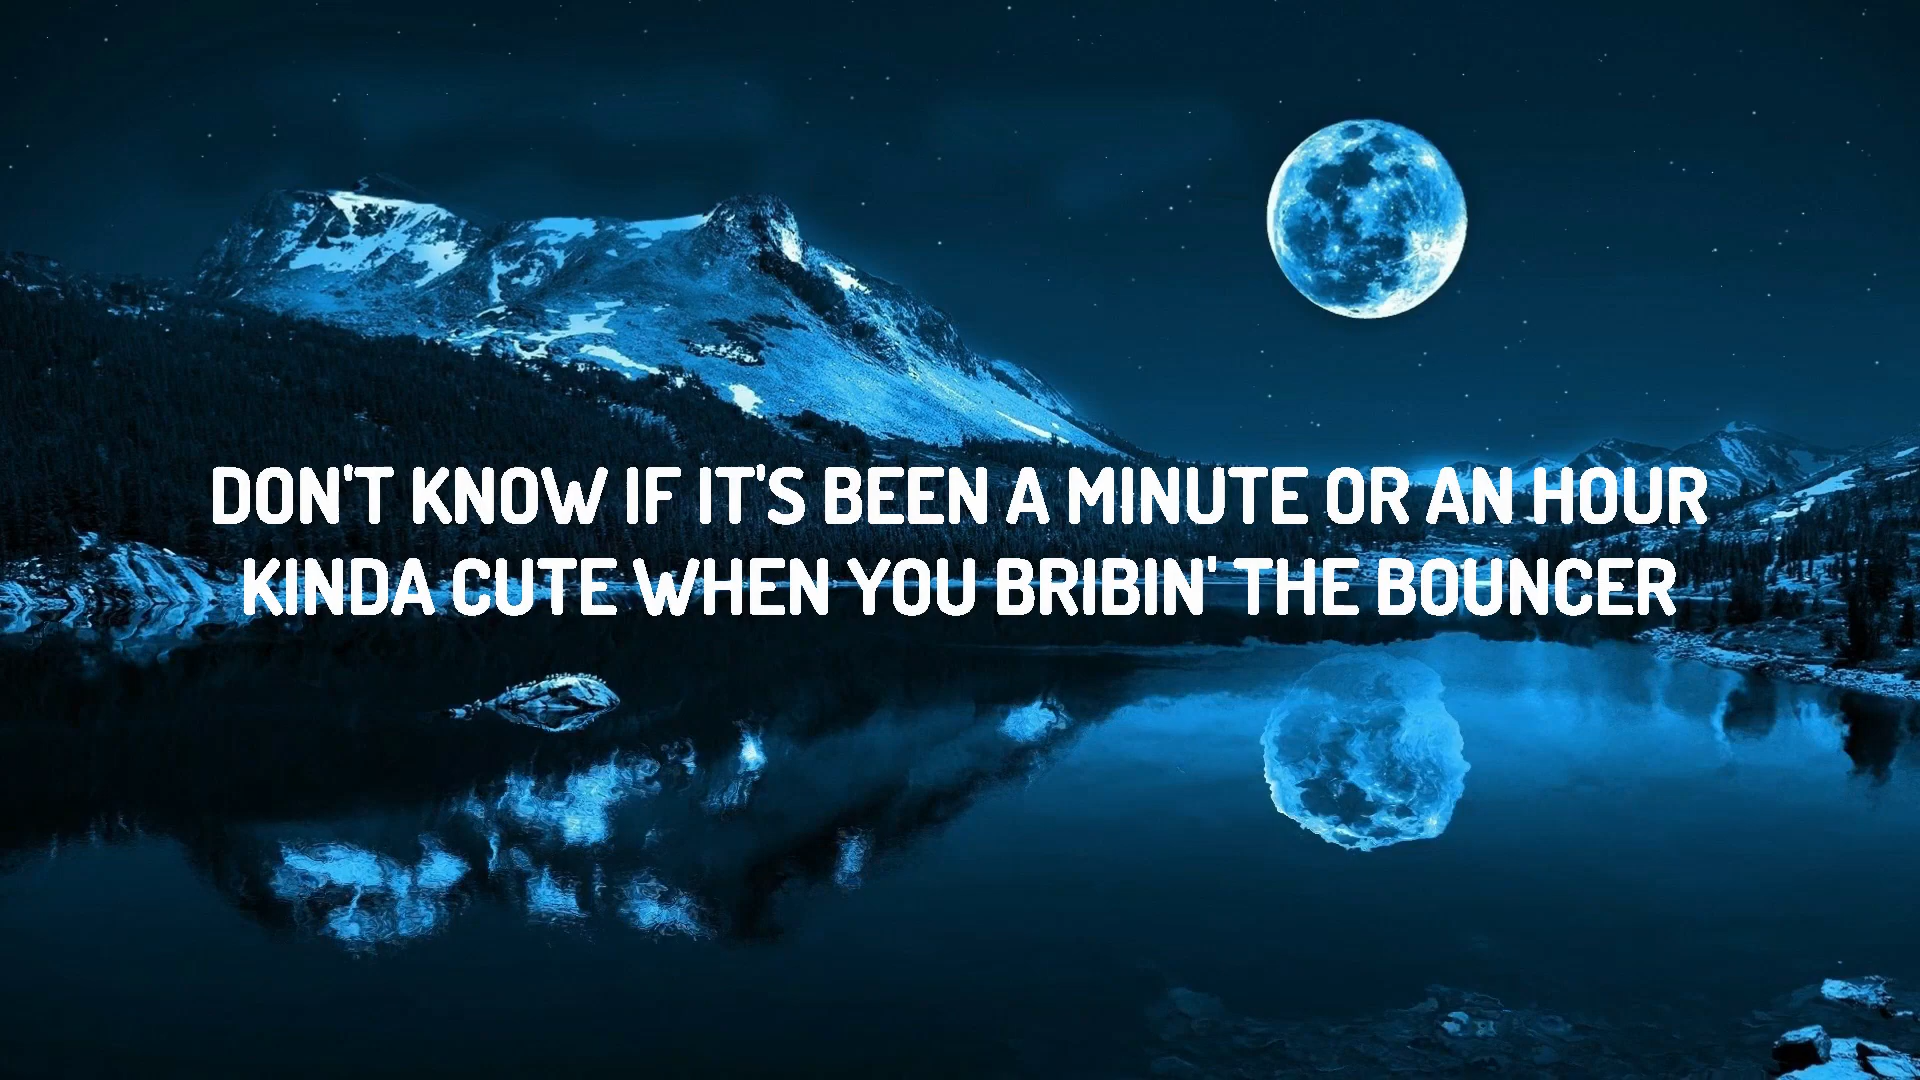 DON'T KNOW IF IT'S BEEN A MINUTE OR AN HOUR
KINDA CUTE WHEN YOU BRIBIN' THE BOUNCER